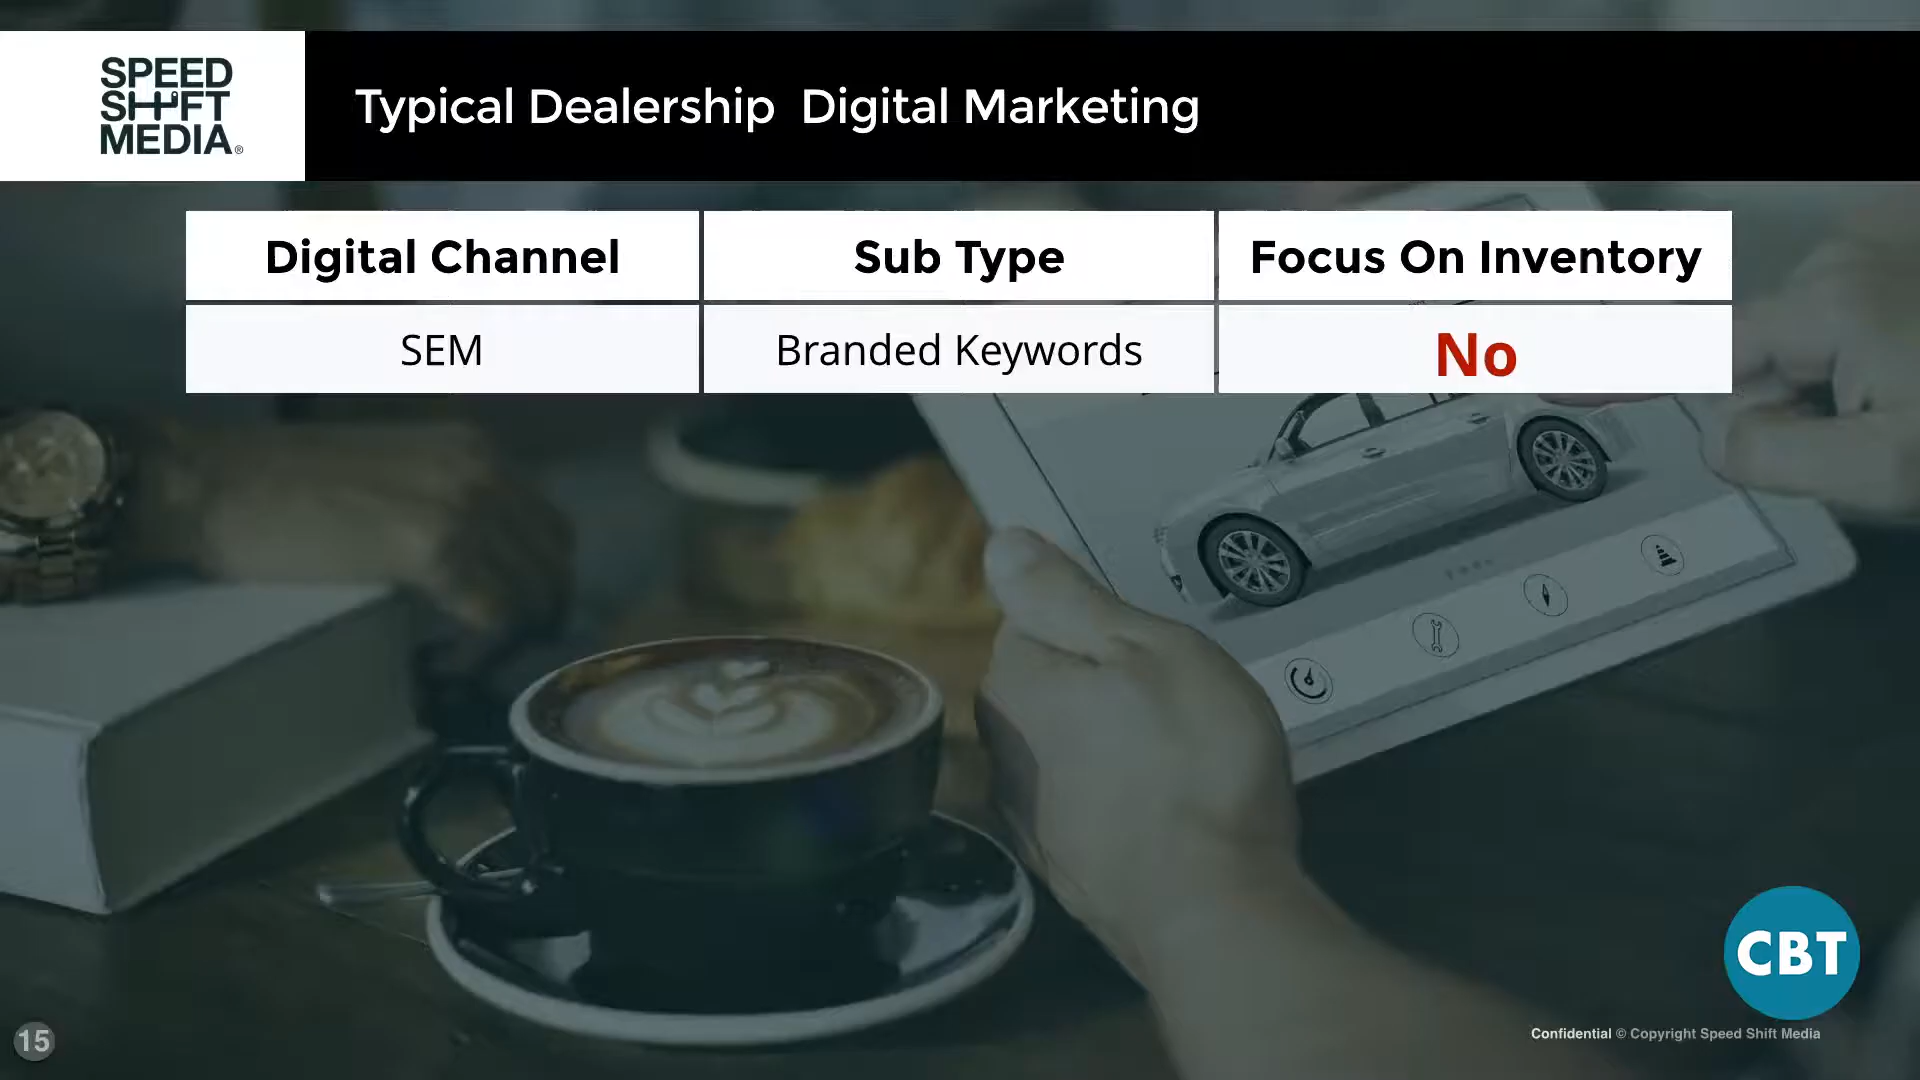 SPEED
SHIFT
MEDIA®
Typical Dealership Digital Marketing
Digital Channel Sub Type Focus On Inventory
SEM Branded Keywords No
CBT
Confidential © Copyright Speed Shift Media
15